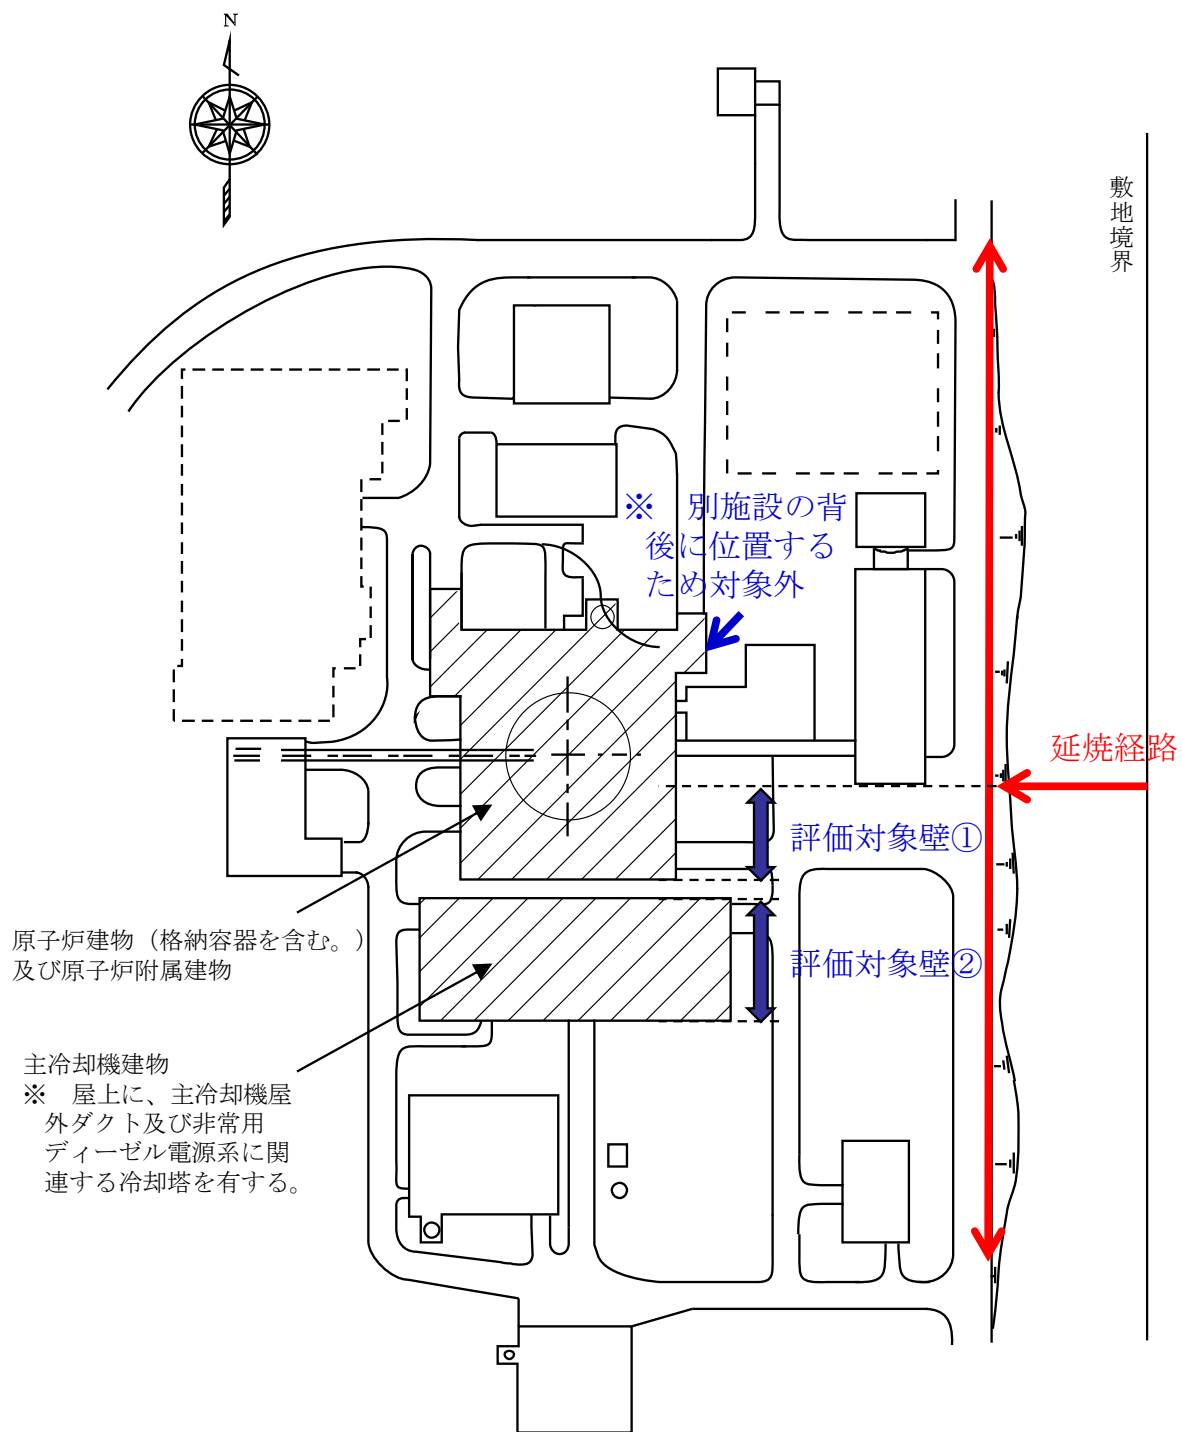 N
敷地境界
※　別施設の背
後に位置する
ため対象外
延焼経路
評価対象壁①
原子炉建物（格納容器を含む。）
及び原子炉附属建物
評価対象壁②
主冷却機建物
※　屋上に、主冷却機屋
外ダクト及び非常用
ディーゼル電源系に関
連する冷却塔を有する。